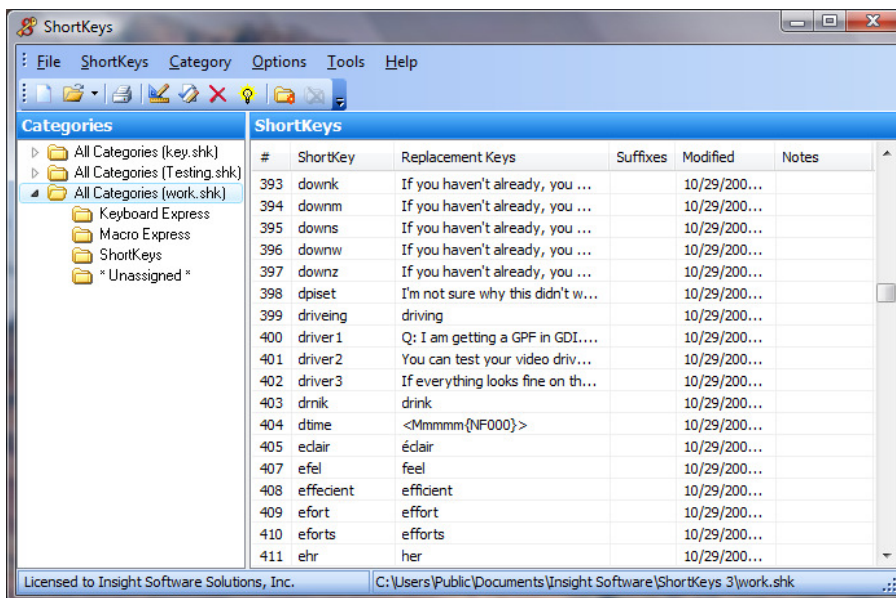 ShortKeys
File ShortKeys Category Options Tools Help
Categories
All Categories (key.shk)
All Categories (Testing.shk)
All Categories (work.shk)
Keyboard Express
Macro Express
ShortKeys
* Unassigned *
ShortKeys
# ShortKey Replacement Keys Suffixes Modified Notes
393 downk If you haven't already, you ... 10/29/200...
394 downm If you haven't already, you ... 10/29/200...
395 downs If you haven't already, you ... 10/29/200...
396 downw If you haven't already, you ... 10/29/200...
397 downz If you haven't already, you ... 10/29/200...
398 dpiset I'm not sure why this didn't w... 10/29/200...
399 driveing driving 10/29/200...
400 driver1 Q: I am getting a GPF in GDI.... 10/29/200...
401 driver2 You can test your video driv... 10/29/200...
402 driver3 If everything looks fine on th... 10/29/200...
403 drnik drink 10/29/200...
404 dtime <Mmmmm{NF000}> 10/29/200...
405 eclair éclair 10/29/200...
407 efel feel 10/29/200...
408 effecient efficient 10/29/200...
409 efort effort 10/29/200...
410 eforts efforts 10/29/200...
411 ehr her 10/29/200...
Licensed to Insight Software Solutions, Inc. C:\Users\Public\Documents\Insight Software\ShortKeys 3\work.shk